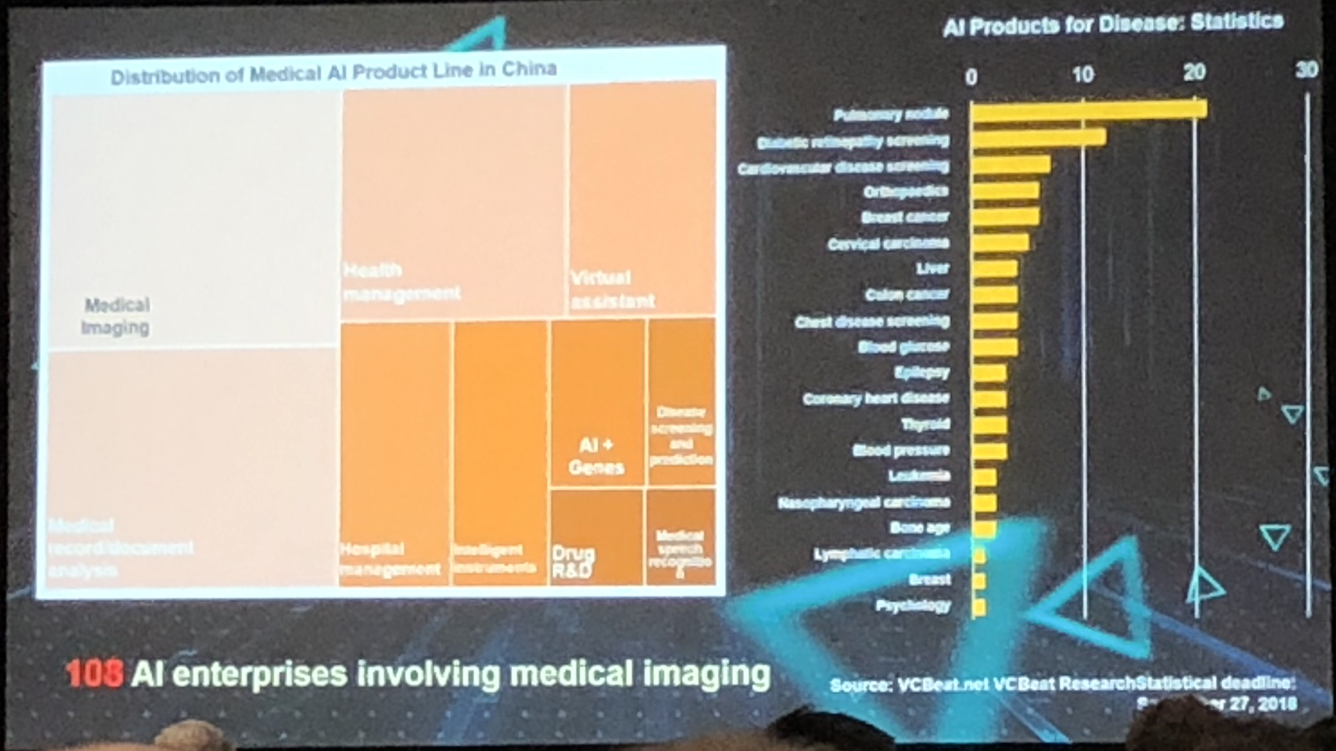 Distribution of Medical AI Product Line in China
Medical
Imaging
Health
management
Virtual
assistant
Medical
record/document
analysis
Hospital
management
Intelligent
instruments
AI +
Genes
Disease
screening
and
prediction
Drug
R&D
Medical
speech
recognitio
n
108 AI enterprises involving medical imaging
AI Products for Disease: Statistics
0 10 20 30
Pulmonary nodule
Diabetic retinopathy screening
Cardiovascular disease screening
Orthopaedics
Breast cancer
Cervical carcinoma
Liver
Colon cancer
Chest disease screening
Blood glucose
Epilepsy
Coronary heart disease
Thyroid
Blood pressure
Leukemia
Nasopharyngeal carcinoma
Bone age
Lymphatic carcinoma
Breast
Psychology
Source: VCBeat.net VCBeat ResearchStatistical deadline:
27, 2018